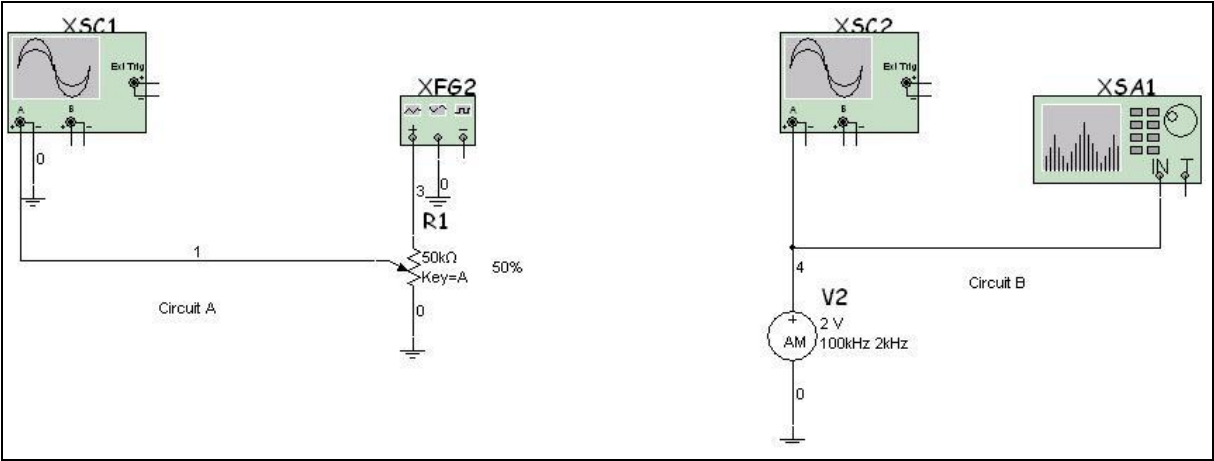 XSC1
Ext Trig
+
-
A
B
+ - + -
0
XFG2
+ -
3
0
R1
1
50kΩ
Key=A
50%
Circuit A
0
XSC2
Ext Trig
+
-
A
B
+ - + -
XSA1
IN T
4
Circuit B
V2
+
2 V
AM
100kHz 2kHz
0